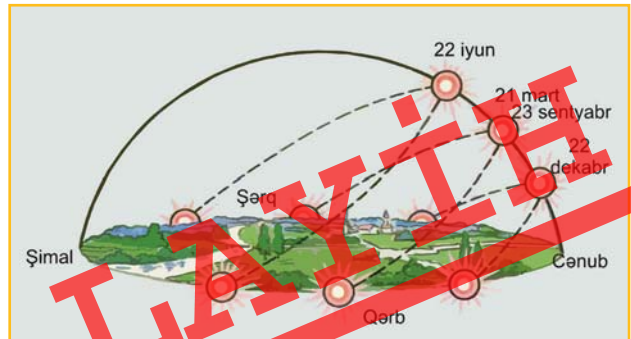 22 iyun
21 mart
23 sentyabr
22
dekabr
Şərq
Şimal
Cənub
Qərb
LAYİH